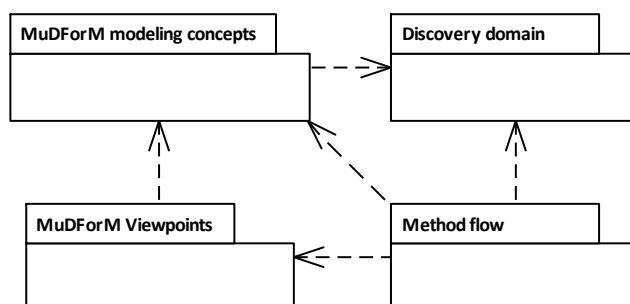 MuDForM modeling concepts
Discovery domain
MuDForM Viewpoints
Method flow